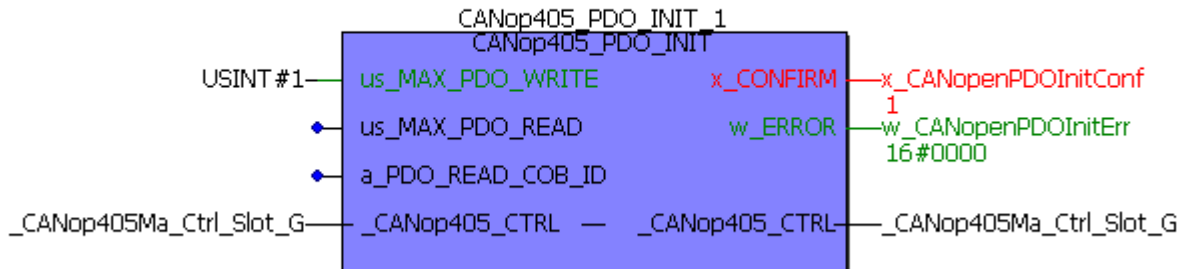 CANop405_PDO_INIT_1
CANop405_PDO_INIT
USINT#1 us_MAX_PDO_WRITE x_CONFIRM x_CANopenPDOInitConf
1
us_MAX_PDO_READ w_ERROR w_CANopenPDOInitErr
16#0000
a_PDO_READ_COB_ID
_CANop405Ma_Ctrl_Slot_G _CANop405_CTRL — _CANop405_CTRL _CANop405Ma_Ctrl_Slot_G